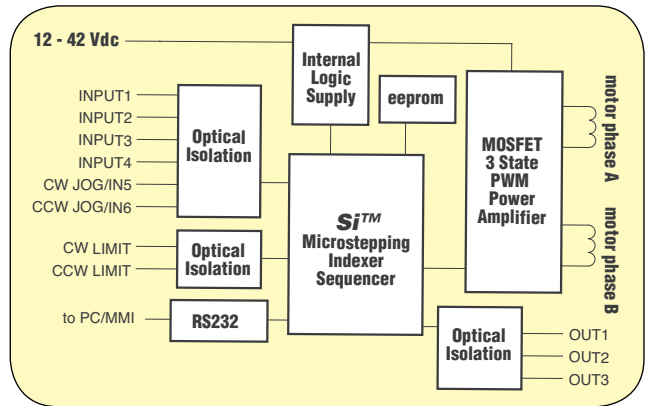 12 - 42 Vdc
Internal
Logic
Supply
eeprom
INPUT1
INPUT2
INPUT3
INPUT4
CW JOG/IN5
CCW JOG/IN6
Optical
Isolation
MOSFET
3 State
PWM
Power
Amplifier
motor phase A
motor phase B
Si™
Microstepping
Indexer
Sequencer
CW LIMIT
CCW LIMIT
Optical
Isolation
to PC/MMI
RS232
Optical
Isolation
OUT1
OUT2
OUT3